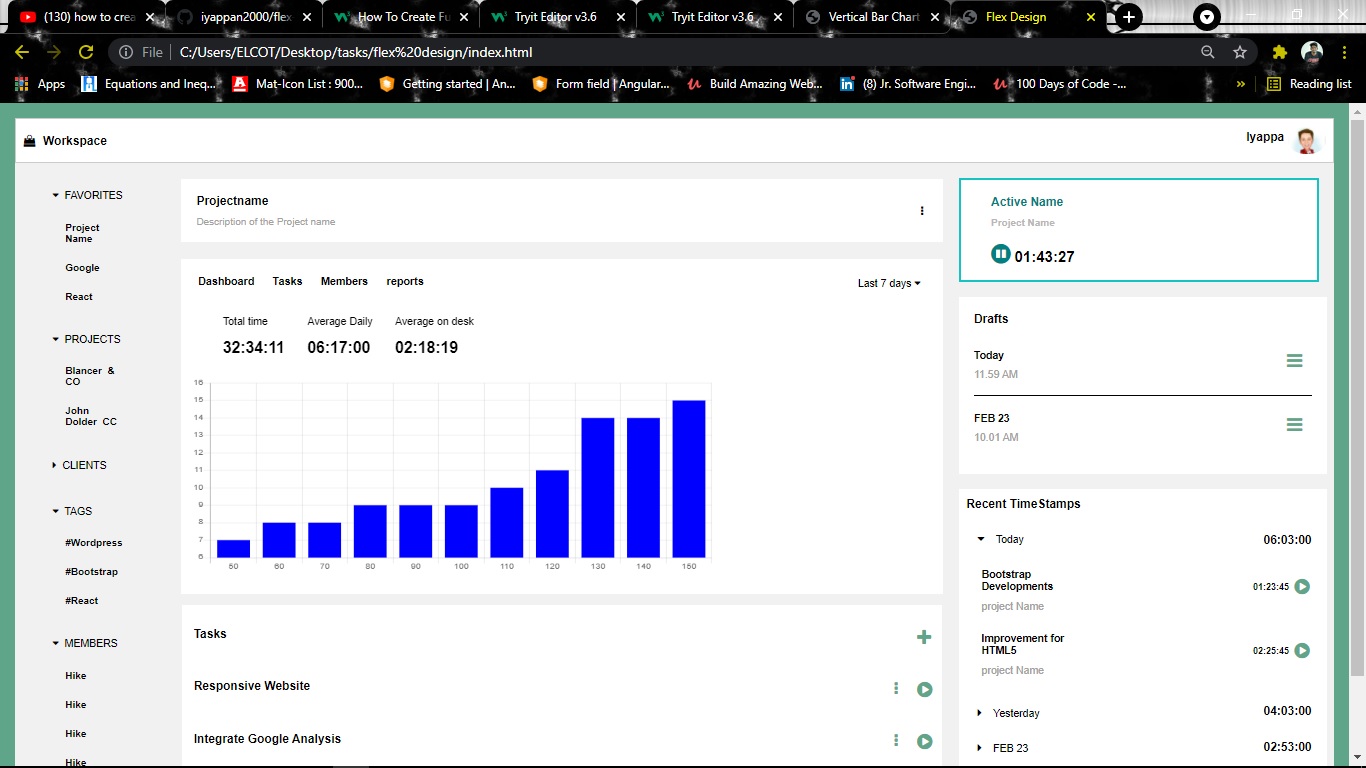 (130) how to crea
iyappan2000/flex
How To Create Fu
Tryit Editor v3.6
Tryit Editor v3.6
Vertical Bar Chart
Flex Design
File
C:/Users/ELCOT/Desktop/tasks/flex%20design/index.html
Apps
Equations and Ineq...
Mat-Icon List : 900...
Getting started | An...
Form field | Angular...
Build Amazing Web...
(8) Jr. Software Engi...
100 Days of Code -...
»
Reading list
Workspace
Iyappa
FAVORITES
Project
Name
Google
React
PROJECTS
Blancer & 
CO
John
Dolder CC
CLIENTS
TAGS
#Wordpress
#Bootstrap
#React
MEMBERS
Hike
Hike
Hike
Hike
Projectname
Description of the Project name
Dashboard Tasks Members reports
Last 7 days
Total time Average Daily Average on desk
32:34:11 06:17:00 02:18:19
16
15
14
13
12
11
10
9
8
7
6
50 60 70 80 90 100 110 120 130 140 150
Tasks
Responsive Website
Integrate Google Analysis
Active Name
Project Name
01:43:27
Drafts
Today
11.59 AM
FEB 23
10.01 AM
Recent TimeStamps
Today 06:03:00
Bootstrap
Developments
01:23:45
project Name
Improvement for
HTML5
02:25:45
project Name
Yesterday 04:03:00
FEB 23 02:53:00